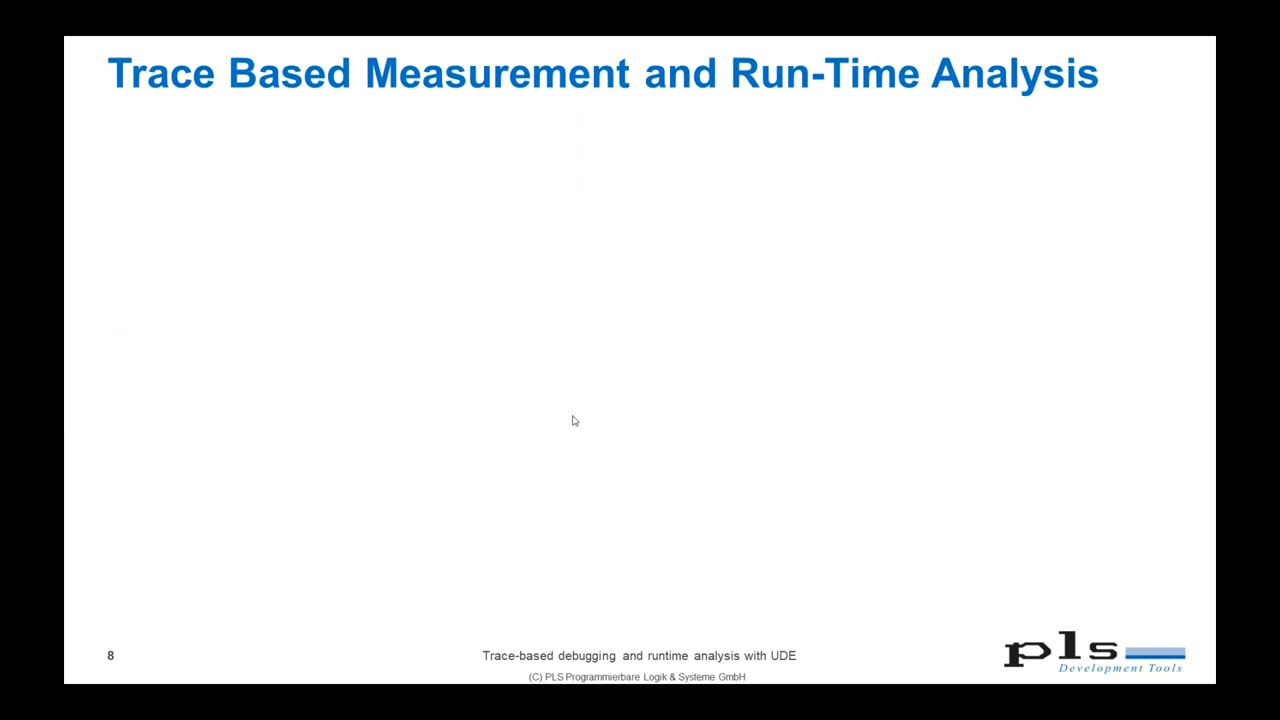 Trace Based Measurement and Run-Time Analysis
8
Trace-based debugging and runtime analysis with UDE
(C) PLS Programmierbare Logik & Systeme GmbH
pls
Development Tools